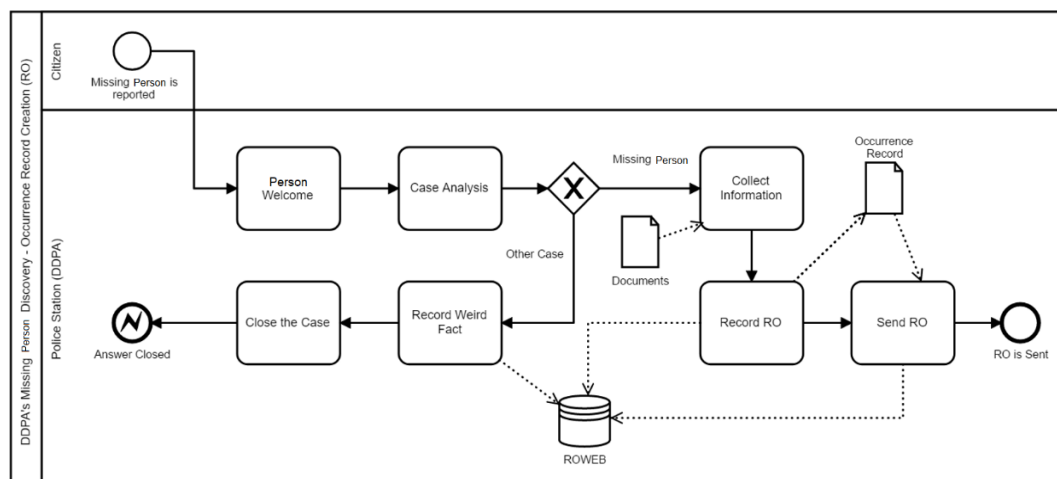 DDPA's Missing Person Discovery - Occurrence Record Creation (RO)
Citizen
Missing Person is
reported
Police Station (DDPA)
Person
Welcome
Case Analysis
X
Missing Person
Collect
Information
Occurrence
Record
Other Case
Documents
Answer Closed
Close the Case
Record Weird
Fact
Record RO
Send RO
RO is Sent
ROWEB